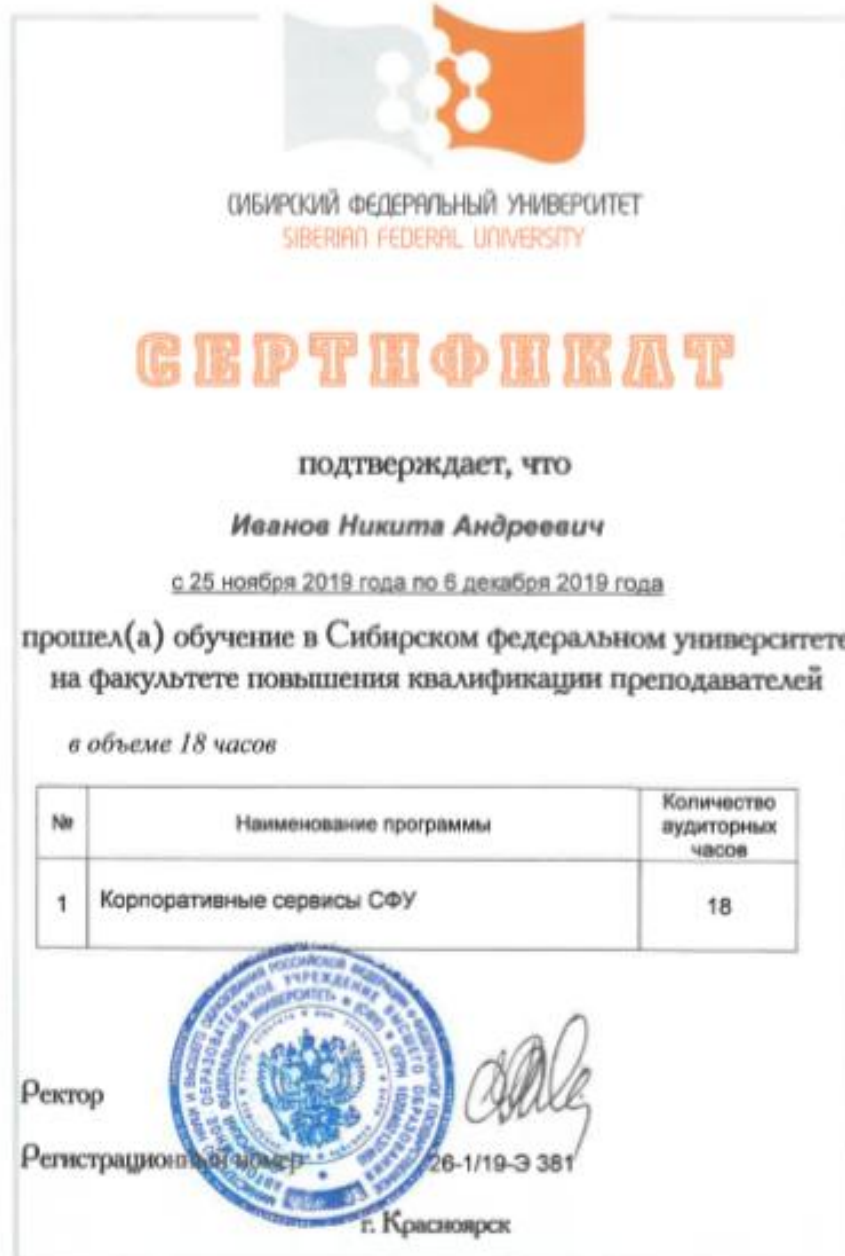 СИБИРСКИЙ ФЕДЕРАЛЬНЫЙ УНИВЕРСИТЕТ
SIBERIAN FEDERAL UNIVERSITY
СЕРТИФИКАТ
подтверждает, что
Иванов Никита Андреевич
с 25 ноября 2019 года по 6 декабря 2019 года
прошел(а) обучение в Сибирском федеральном университете
на факультете повышения квалификации преподавателей
в объеме 18 часов
№ Наименование программы Количество аудиторных часов
1 Корпоративные сервисы СФУ 18
Ректор
Регистрационный номер 26-1/19-Э 381
г. Красноярск